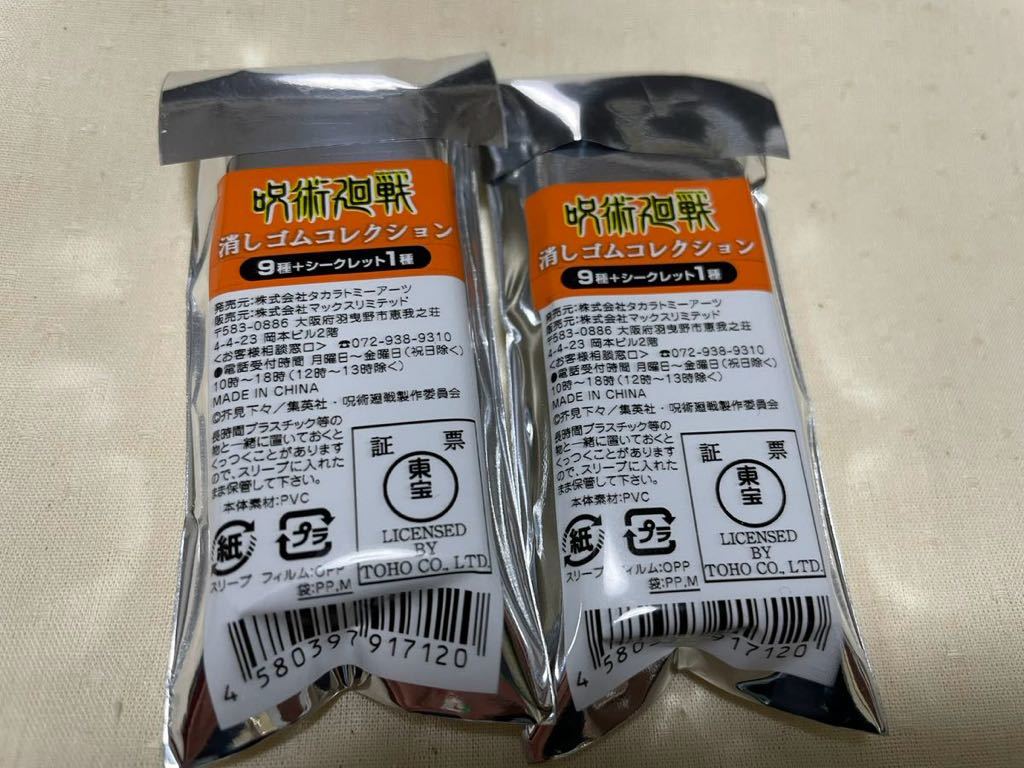 呪術廻戦
消しゴムコレクション
9種+シークレット1種
発売元:株式会社タカラトミーアーツ
販売元:株式会社マックスリミテッド
〒583-0886 大阪府羽曳野市恵我之荘
4-4-23 岡本ビル2階
<お客様相談窓口> ☎072-938-9310
●電話受付時間 月曜日~金曜日(祝日除く)
10時~18時(12時~13時除く)
MADE IN CHINA
©芥見下々/集英社・呪術廻戦製作委員会
長時間プラスチック等の
物と一緒に置いておくと
くっつくことがあります
ので、スリーブに入れた
まま保管して下さい。
本体素材:PVC
紙
プラ
スリーブ フィルム:OPP
袋:PP,M
証 票
東宝
LICENSED
BY
TOHO CO., LTD.
4 580397 917120
呪術廻戦
消しゴムコレクション
9種+シークレット1種
発売元:株式会社タカラトミーアーツ
販売元:株式会社マックスリミテッド
〒583-0886 大阪府羽曳野市恵我之荘
4-4-23 岡本ビル2階
<お客様相談窓口> ☎072-938-9310
●電話受付時間 月曜日~金曜日(祝日除く)
10時~18時(12時~13時除く)
MADE IN CHINA
©芥見下々/集英社・呪術廻戦製作委員会
長時間プラスチック等の
物と一緒に置いておくと
くっつくことがあります
ので、スリーブに入れた
まま保管して下さい。
本体素材:PVC
紙
プラ
スリーブ フィルム:OPP
袋:PP,M
証 票
東宝
LICENSED
BY
TOHO CO., LTD.
917120